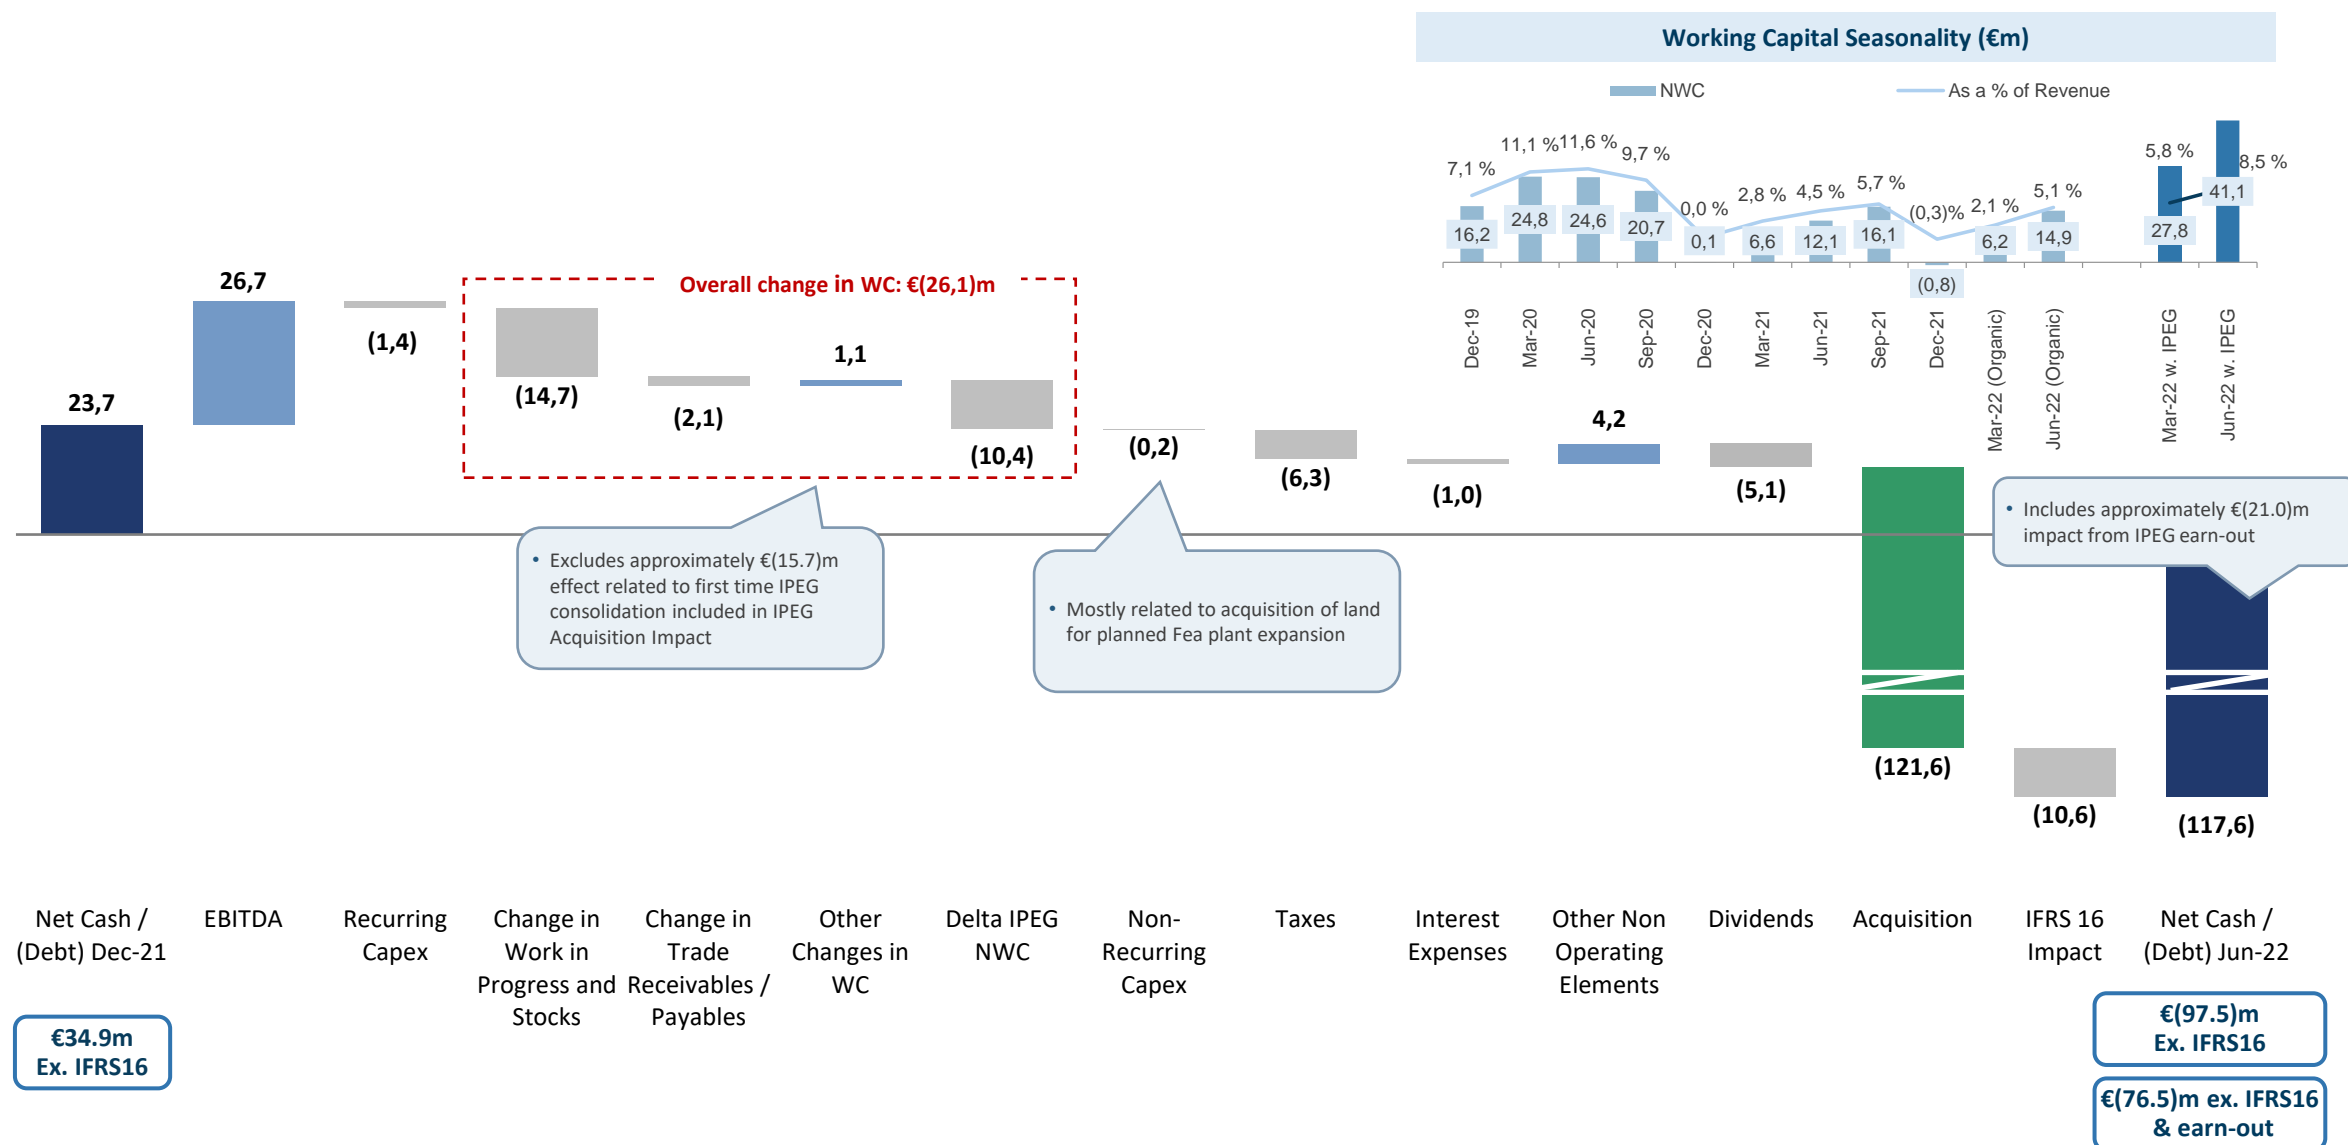 Working Capital Seasonality (€m)
NWC
As a % of Revenue
7,1 %
11,1 %
11,6 %
9,7 %
0,0 %
2,8 %
4,5 %
5,7 %
(0,3)%
2,1 %
5,1 %
5,8 %
8,5 %
16,2
24,8
24,6
20,7
0,1
6,6
12,1
16,1
(0,8)
6,2
14,9
27,8
41,1
Dec-19
Mar-20
Jun-20
Sep-20
Dec-20
Mar-21
Jun-21
Sep-21
Dec-21
Mar-22 (Organic)
Jun-22 (Organic)
Mar-22 w. IPEG
Jun-22 w. IPEG
Overall change in WC: €(26,1)m
23,7
26,7
(1,4)
(14,7)
(2,1)
1,1
(10,4)
(0,2)
(6,3)
(1,0)
4,2
(5,1)
(121,6)
(10,6)
(117,6)
• Excludes approximately €(15.7)m
effect related to first time IPEG
consolidation included in IPEG
Acquisition Impact
• Mostly related to acquisition of land
for planned Fea plant expansion
• Includes approximately €(21.0)m
impact from IPEG earn-out
Net Cash /
(Debt) Dec-21
EBITDA
Recurring
Capex
Change in
Work in
Progress and
Stocks
Change in
Trade
Receivables /
Payables
Other
Changes in
WC
Delta IPEG
NWC
Non-
Recurring
Capex
Taxes
Interest
Expenses
Other Non
Operating
Elements
Dividends
Acquisition
IFRS 16
Impact
Net Cash /
(Debt) Jun-22
€34.9m
Ex. IFRS16
€(97.5)m
Ex. IFRS16
€(76.5)m ex. IFRS16
& earn-out